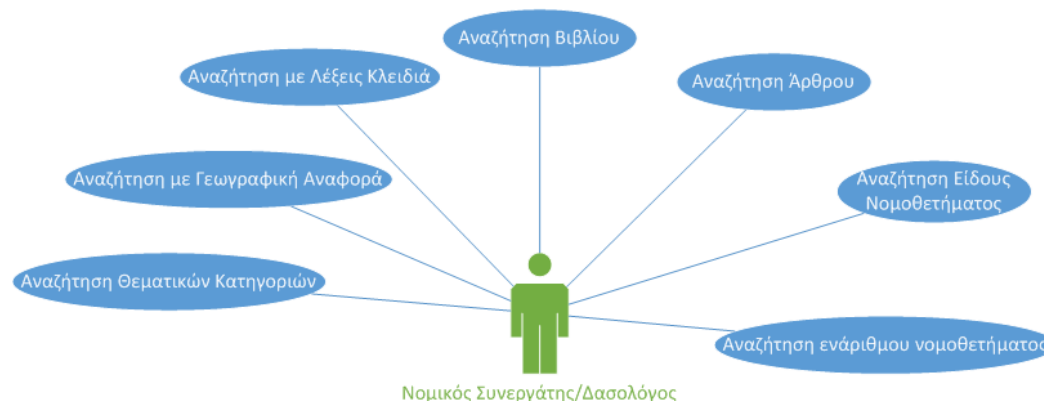 Αναζήτηση Βιβλίου
Αναζήτηση με Λέξεις Κλειδιά
Αναζήτηση Άρθρου
Αναζήτηση με Γεωγραφική Αναφορά
Αναζήτηση Είδους
Νομοθετήματος
Αναζήτηση Θεματικών Κατηγοριών
Αναζήτηση ενάριθμου νομοθετήματος
Νομικός Συνεργάτης/Δασολόγος